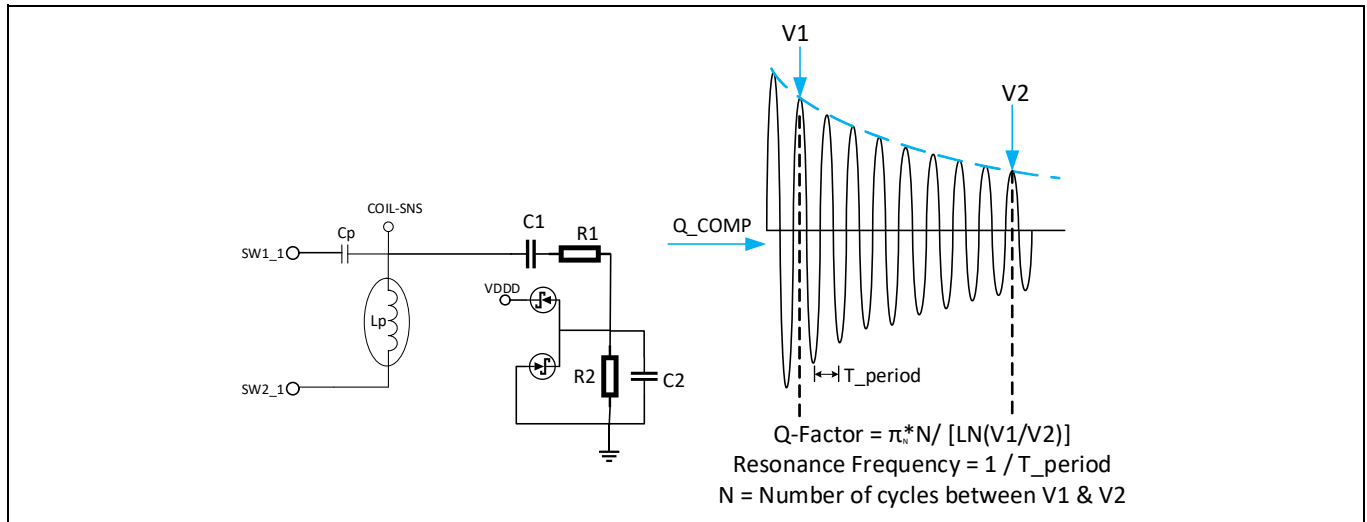 V1
V2
COIL-SNS
Cp
C1
R1
Q_COMP
SW1_1
VDDD
Lp
R2
C2
T_period
SW2_1
Q-Factor = π*N/ [LN(V1/V2)]
N
Resonance Frequency = 1 / T_period
N = Number of cycles between V1 & V2